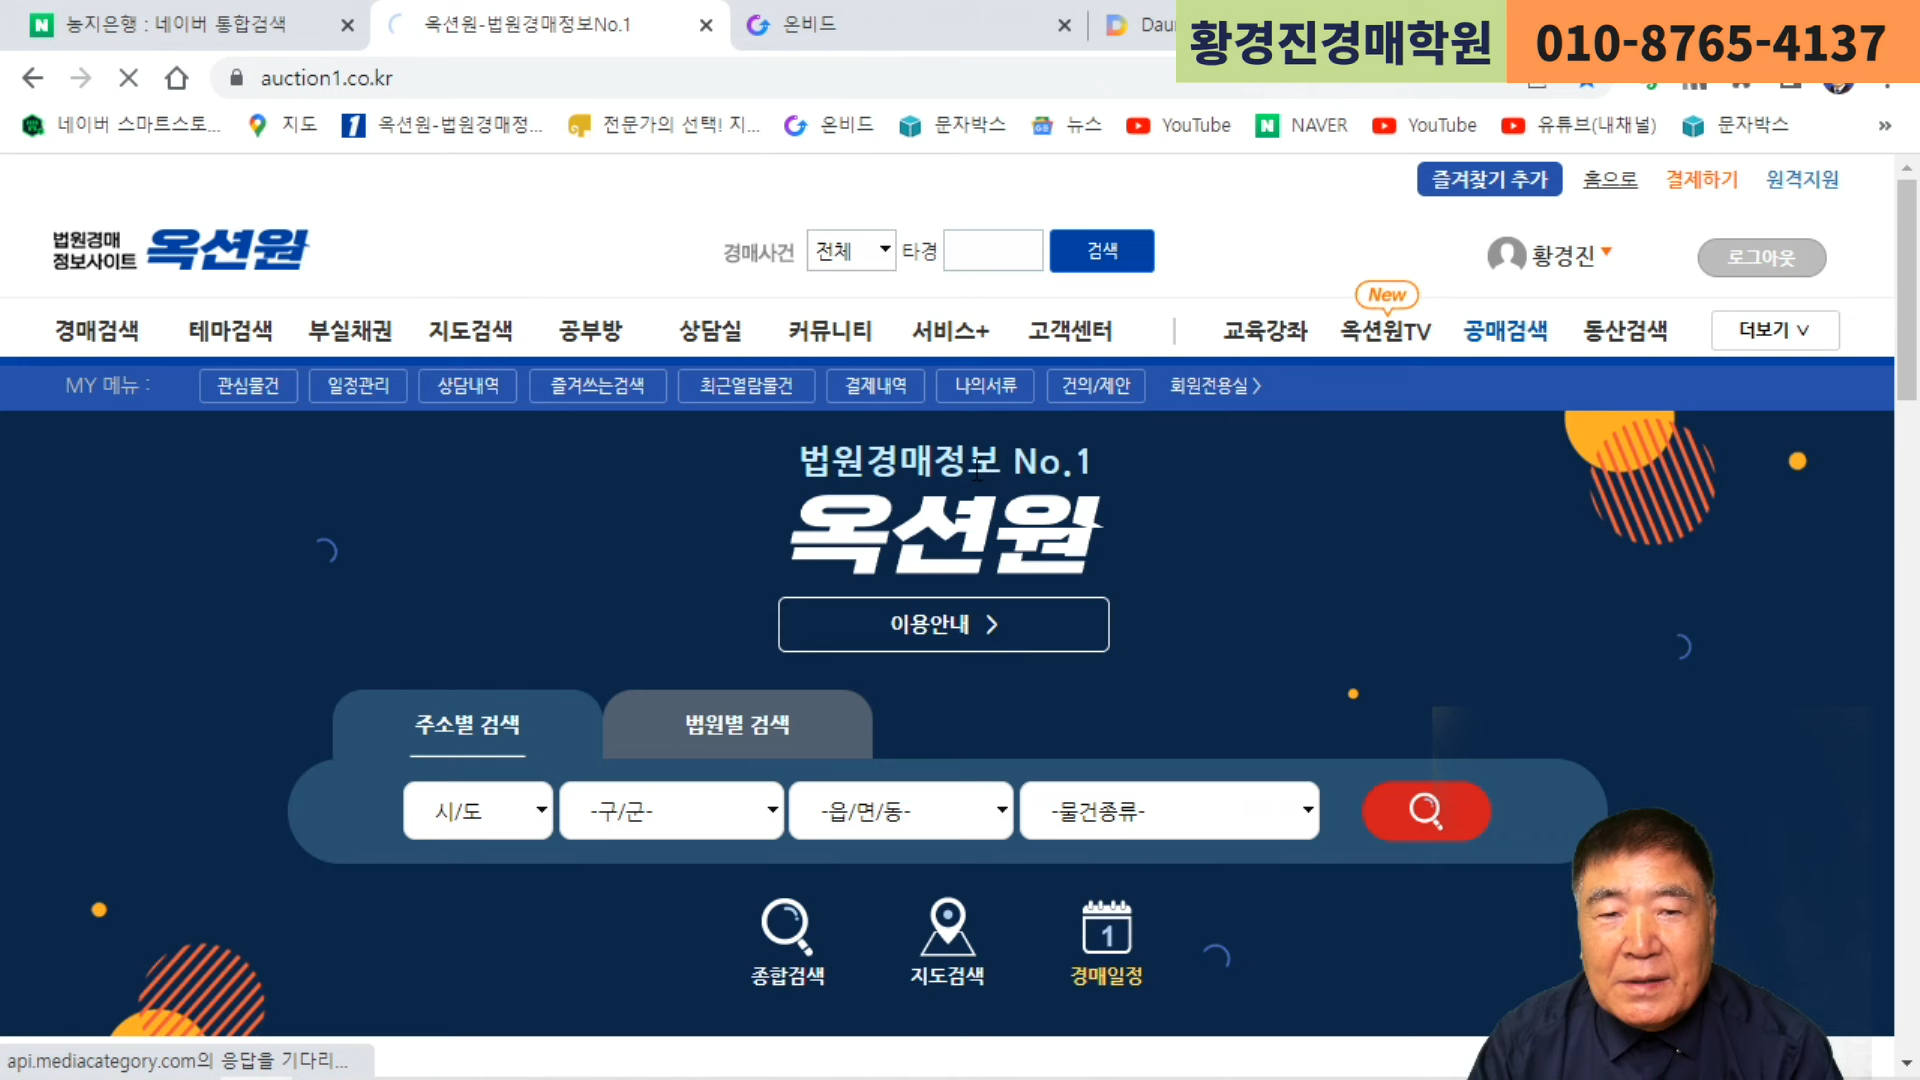 농지은행 : 네이버 통합검색
옥션원-법원경매정보No.1
온비드
황경진경매학원
010-8765-4137
auction1.co.kr
네이버 스마트스토...
지도
옥션원-법원경매정...
전문가의 선택! 지...
온비드
문자박스
뉴스
YouTube
NAVER
YouTube
유튜브(내채널)
문자박스
»
즐겨찾기 추가 홈으로 결제하기 원격지원
법원경매
정보사이트
옥션원
경매사건 전체 타경 검색
황경진
로그아웃
New
경매검색 테마검색 부실채권 지도검색 공부방 상담실 커뮤니티 서비스+ 고객센터 | 교육강좌 옥션원TV 공매검색 동산검색 더보기 ∨
MY 메뉴 : 관심물건 일정관리 상담내역 즐겨쓰는검색 최근열람물건 결제내역 나의서류 건의/제안 회원전용실 >
법원경매정보 No.1
옥션원
이용안내 >
주소별 검색 법원별 검색
시/도 -구/군- -읍/면/동- -물건종류-
1
종합검색 지도검색 경매일정
api.mediacategory.com의 응답을 기다리...